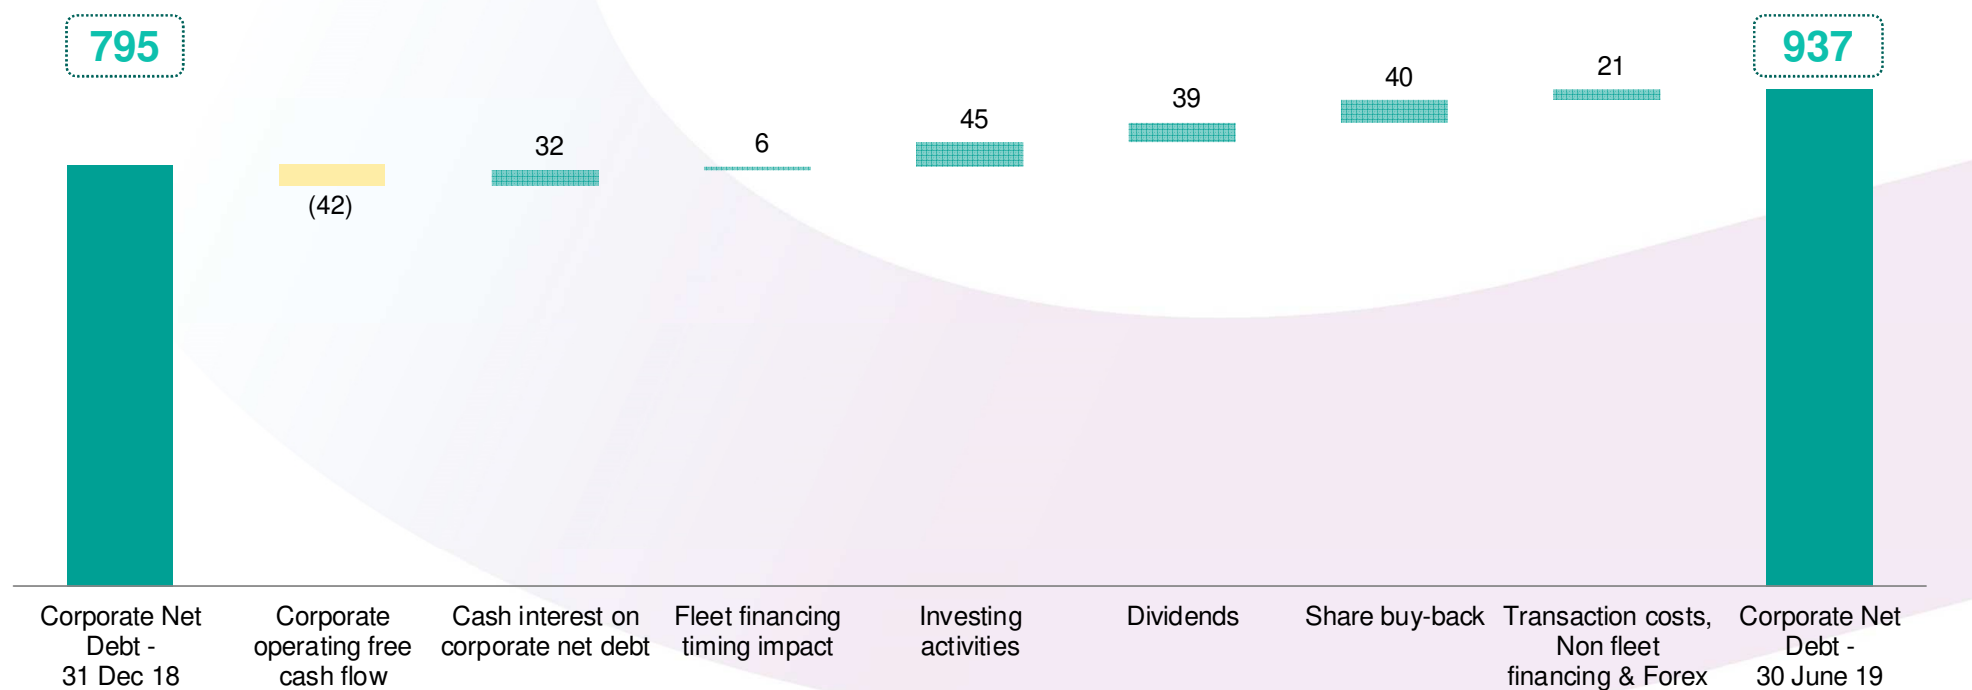 795
937
21
40
39
45
32
6
(42)
Corporate Net
Debt -
31 Dec 18
Corporate
operating free
cash flow
Cash interest on
corporate net debt
Fleet financing
timing impact
Investing
activities
Dividends
Share buy-back
Transaction costs,
Non fleet
financing & Forex
Corporate Net
Debt -
30 June 19